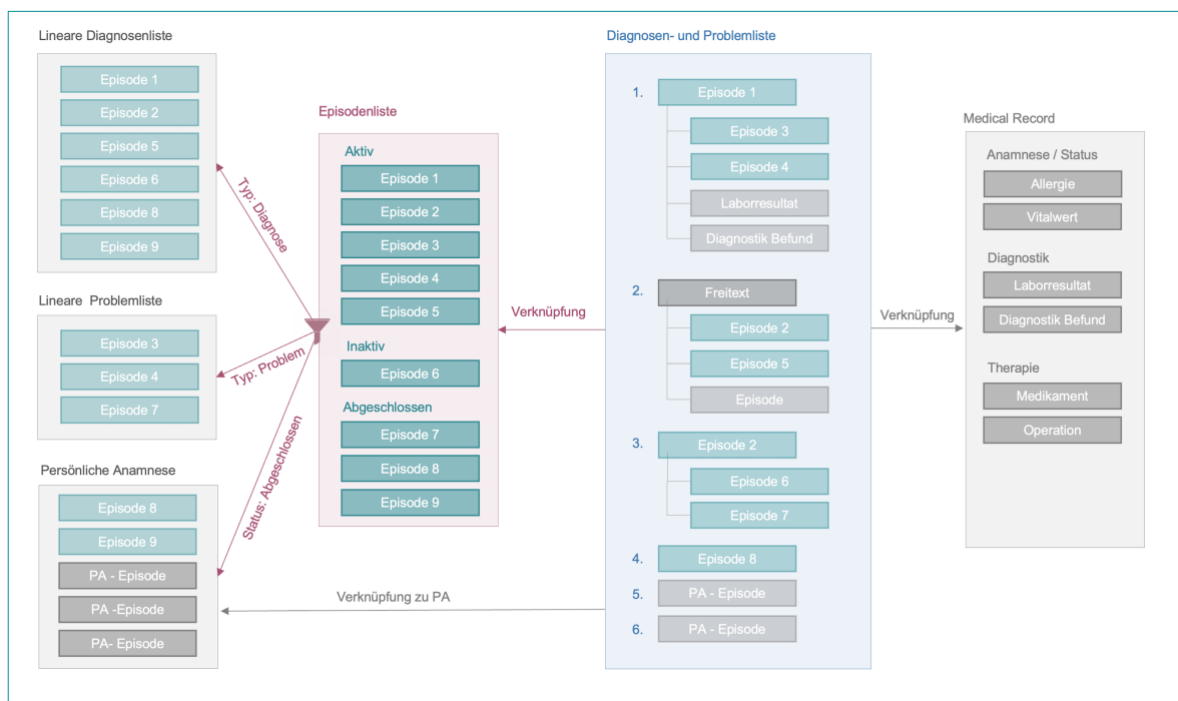 Lineare Diagnosenliste
Episode 1
Episode 2
Episode 5
Episode 6
Episode 8
Episode 9
Lineare Problemliste
Episode 3
Episode 4
Episode 7
Persönliche Anamnese
Episode 8
Episode 9
PA - Episode
PA -Episode
PA- Episode
Typ: Diagnose
Typ: Problem
Status: Abgeschlossen
Episodenliste
Aktiv
Episode 1
Episode 2
Episode 3
Episode 4
Episode 5
Inaktiv
Episode 6
Abgeschlossen
Episode 7
Episode 8
Episode 9
Verknüpfung
Verknüpfung zu PA
Diagnosen- und Problemliste
1. Episode 1
Episode 3
Episode 4
Laborresultat
Diagnostik Befund
2. Freitext
Episode 2
Episode 5
Episode
3. Episode 2
Episode 6
Episode 7
4. Episode 8
5. PA - Episode
6. PA - Episode
Verknüpfung
Medical Record
Anamnese / Status
Allergie
Vitalwert
Diagnostik
Laborresultat
Diagnostik Befund
Therapie
Medikament
Operation